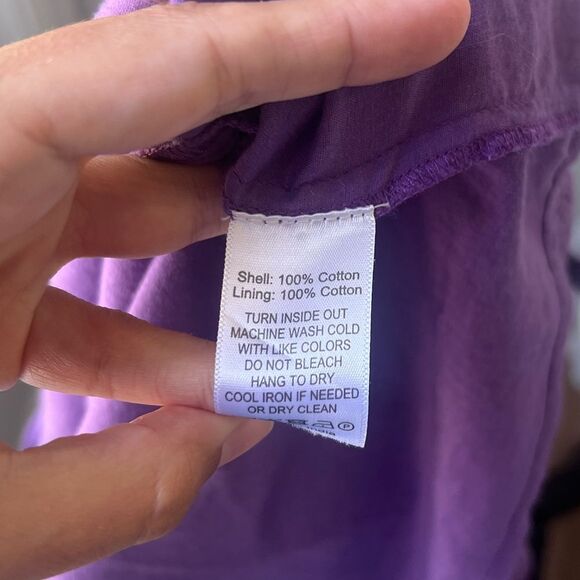 Shell: 100% Cotton
Lining: 100% Cotton
TURN INSIDE OUT
MACHINE WASH COLD
WITH LIKE COLORS
DO NOT BLEACH
HANG TO DRY
COOL IRON IF NEEDED
OR DRY CLEAN
P